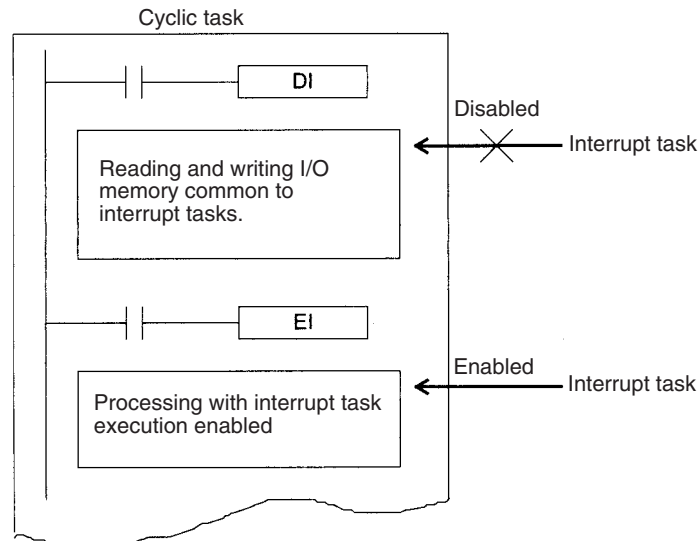 Cyclic task
DI
Disabled
Interrupt task
Reading and writing I/O
memory common to
interrupt tasks.
EI
Enabled
Interrupt task
Processing with interrupt task
execution enabled